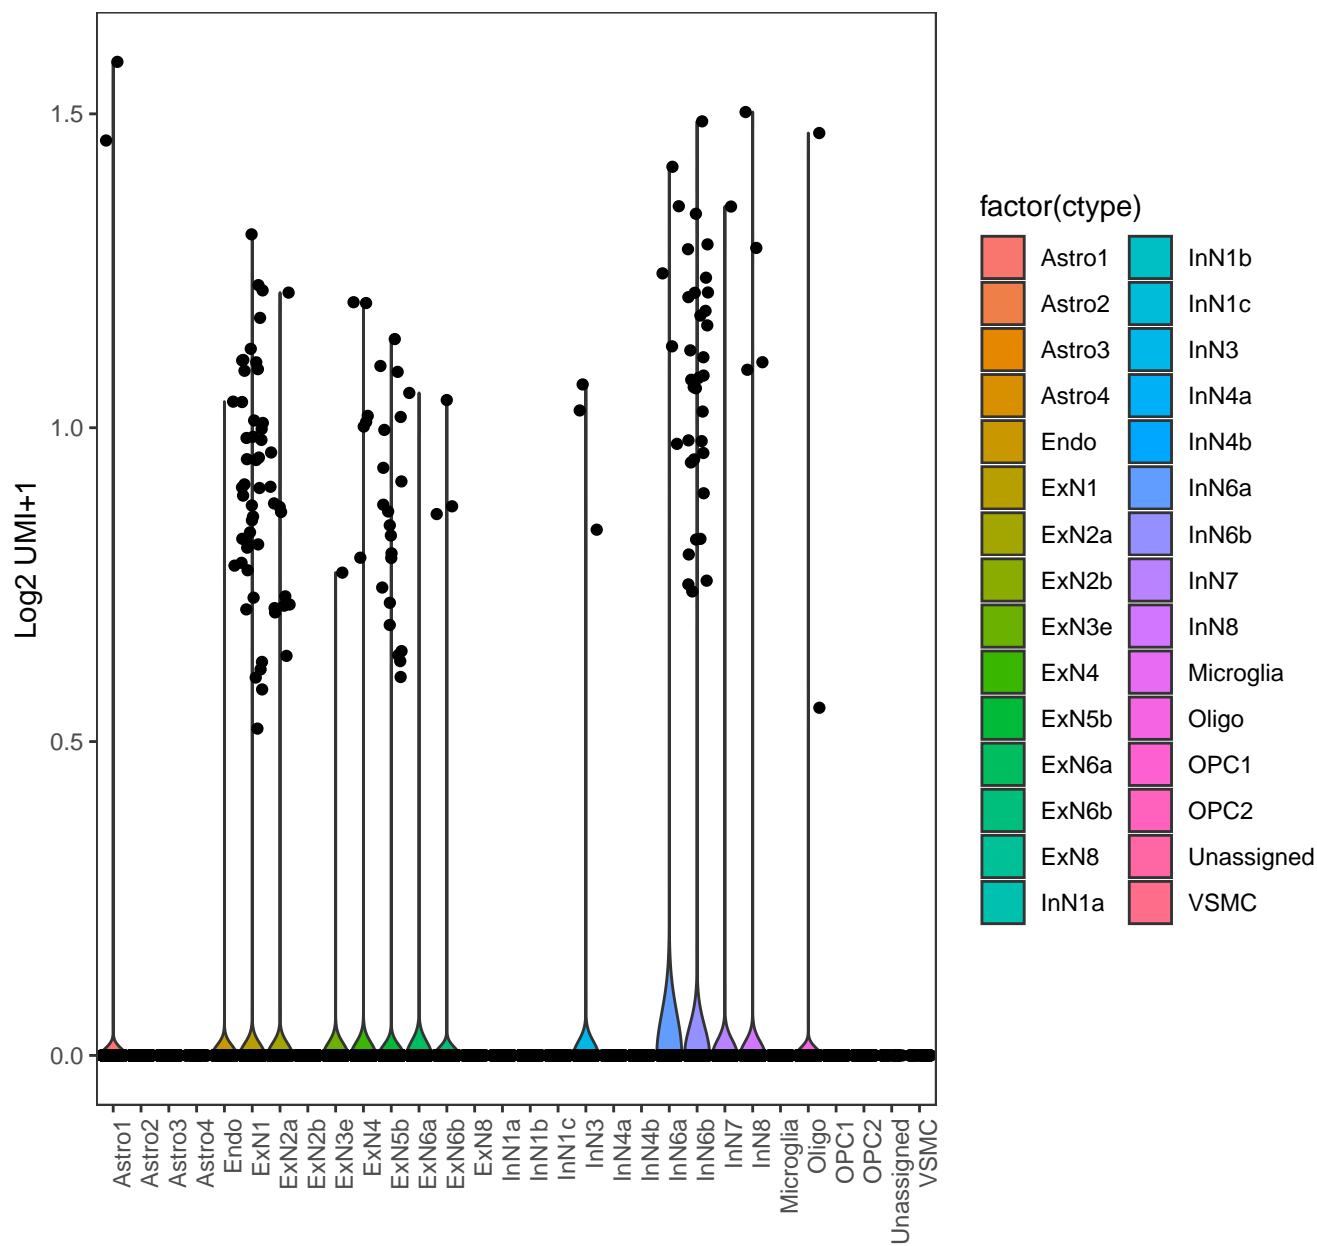 Log2 UMI+1
1.5
1.0
0.5
0.0
Astro1
Astro2
Astro3
Astro4
Endo
ExN1
ExN2a
ExN2b
ExN3e
ExN4
ExN5b
ExN6a
ExN6b
ExN8
InN1a
InN1b
InN1c
InN3
InN4a
InN4b
InN6a
InN6b
InN7
InN8
Microglia
Oligo
OPC1
OPC2
Unassigned
VSMC
factor(ctype)
Astro1
Astro2
Astro3
Astro4
Endo
ExN1
ExN2a
ExN2b
ExN3e
ExN4
ExN5b
ExN6a
ExN6b
ExN8
InN1a
InN1b
InN1c
InN3
InN4a
InN4b
InN6a
InN6b
InN7
InN8
Microglia
Oligo
OPC1
OPC2
Unassigned
VSMC